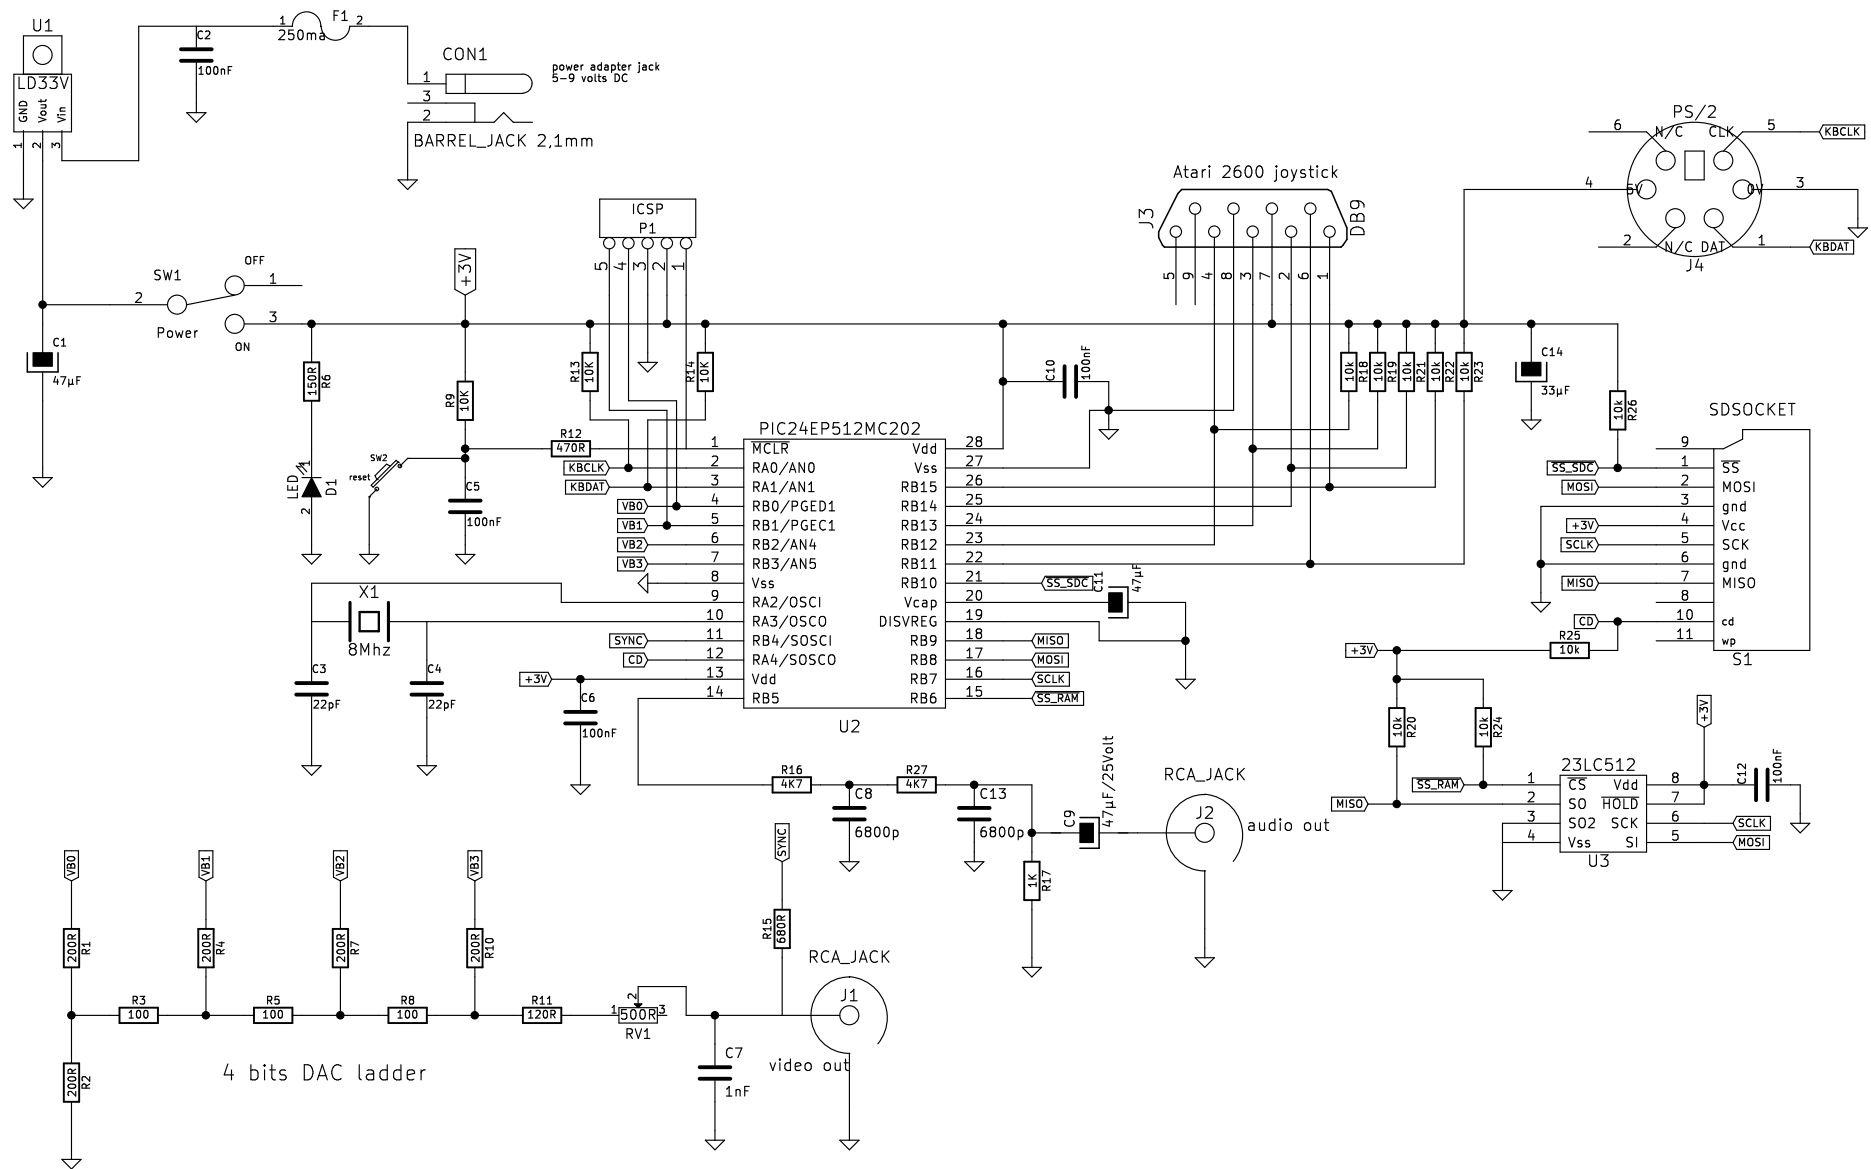 U1
LD33V
GND
Vout
Vin
1
2
3
C2
100nF
1
F1
2
250ma
CON1
1
3
2
power adapter jack
5-9 volts DC
BARREL_JACK 2,1mm
C1
47µF
SW1
2
Power
OFF
1
3
ON
150R
R6
LED
D1
1
2
+3V
R9
10K
SW2
reset
C5
100nF
ICSP
P1
5
4
3
2
1
R13
10K
R14
10K
R12
470R
KBCLK
KBDAT
VB0
VB1
VB2
VB3
X1
8Mhz
C3
22pF
C4
22pF
SYNC
CD
+3V
C6
100nF
PIC24EP512MC202
1 MCLR
2 RA0/AN0
3 RA1/AN1
4 RB0/PGED1
5 RB1/PGEC1
6 RB2/AN4
7 RB3/AN5
8 Vss
9 RA2/OSCI
10 RA3/OSCO
11 RB4/SOSCI
12 RA4/SOSCO
13 Vdd
14 RB5
Vdd 28
Vss 27
RB15 26
RB14 25
RB13 24
RB12 23
RB11 22
RB10 21
Vcap 20
DISVREG 19
RB9 18
RB8 17
RB7 16
RB6 15
U2
SS_SDC
C11
47µF
MISO
MOSI
SCLK
SS_RAM
C10
100nF
Atari 2600 joystick
J3
DB9
5
9
4
8
3
7
2
6
1
10k
R18
10k
R19
10k
R21
10k
R22
10k
R23
PS/2
6
N/C
CLK
5
KBCLK
4
5V
0V
3
2
N/C
DAT
1
KBDAT
J4
C14
33µF
10k
R26
SDSOCKET
9
SS_SDC
1
SS
MOSI
2
MOSI
3
gnd
+3V
4
Vcc
SCLK
5
SCK
6
gnd
MISO
7
MISO
8
CD
10
cd
11
wp
S1
R25
10k
+3V
10k
R20
10k
R24
+3V
23LC512
SS_RAM
1
CS
MISO
2
SO
3
SO2
4
Vss
Vdd
8
HOLD
7
SCK
6
SCLK
SI
5
MOSI
U3
C12
100nF
R16
4K7
R27
4K7
C8
6800p
C13
6800p
C9
47µF/25Volt
1K
R17
RCA_JACK
J2
audio out
VB0
VB1
VB2
VB3
SYNC
200R
R1
200R
R4
200R
R7
200R
R10
R15
680R
R3
100
R5
100
R8
100
R11
120R
1
2
500R
3
RV1
200R
R2
4 bits DAC ladder
C7
1nF
RCA_JACK
J1
video out